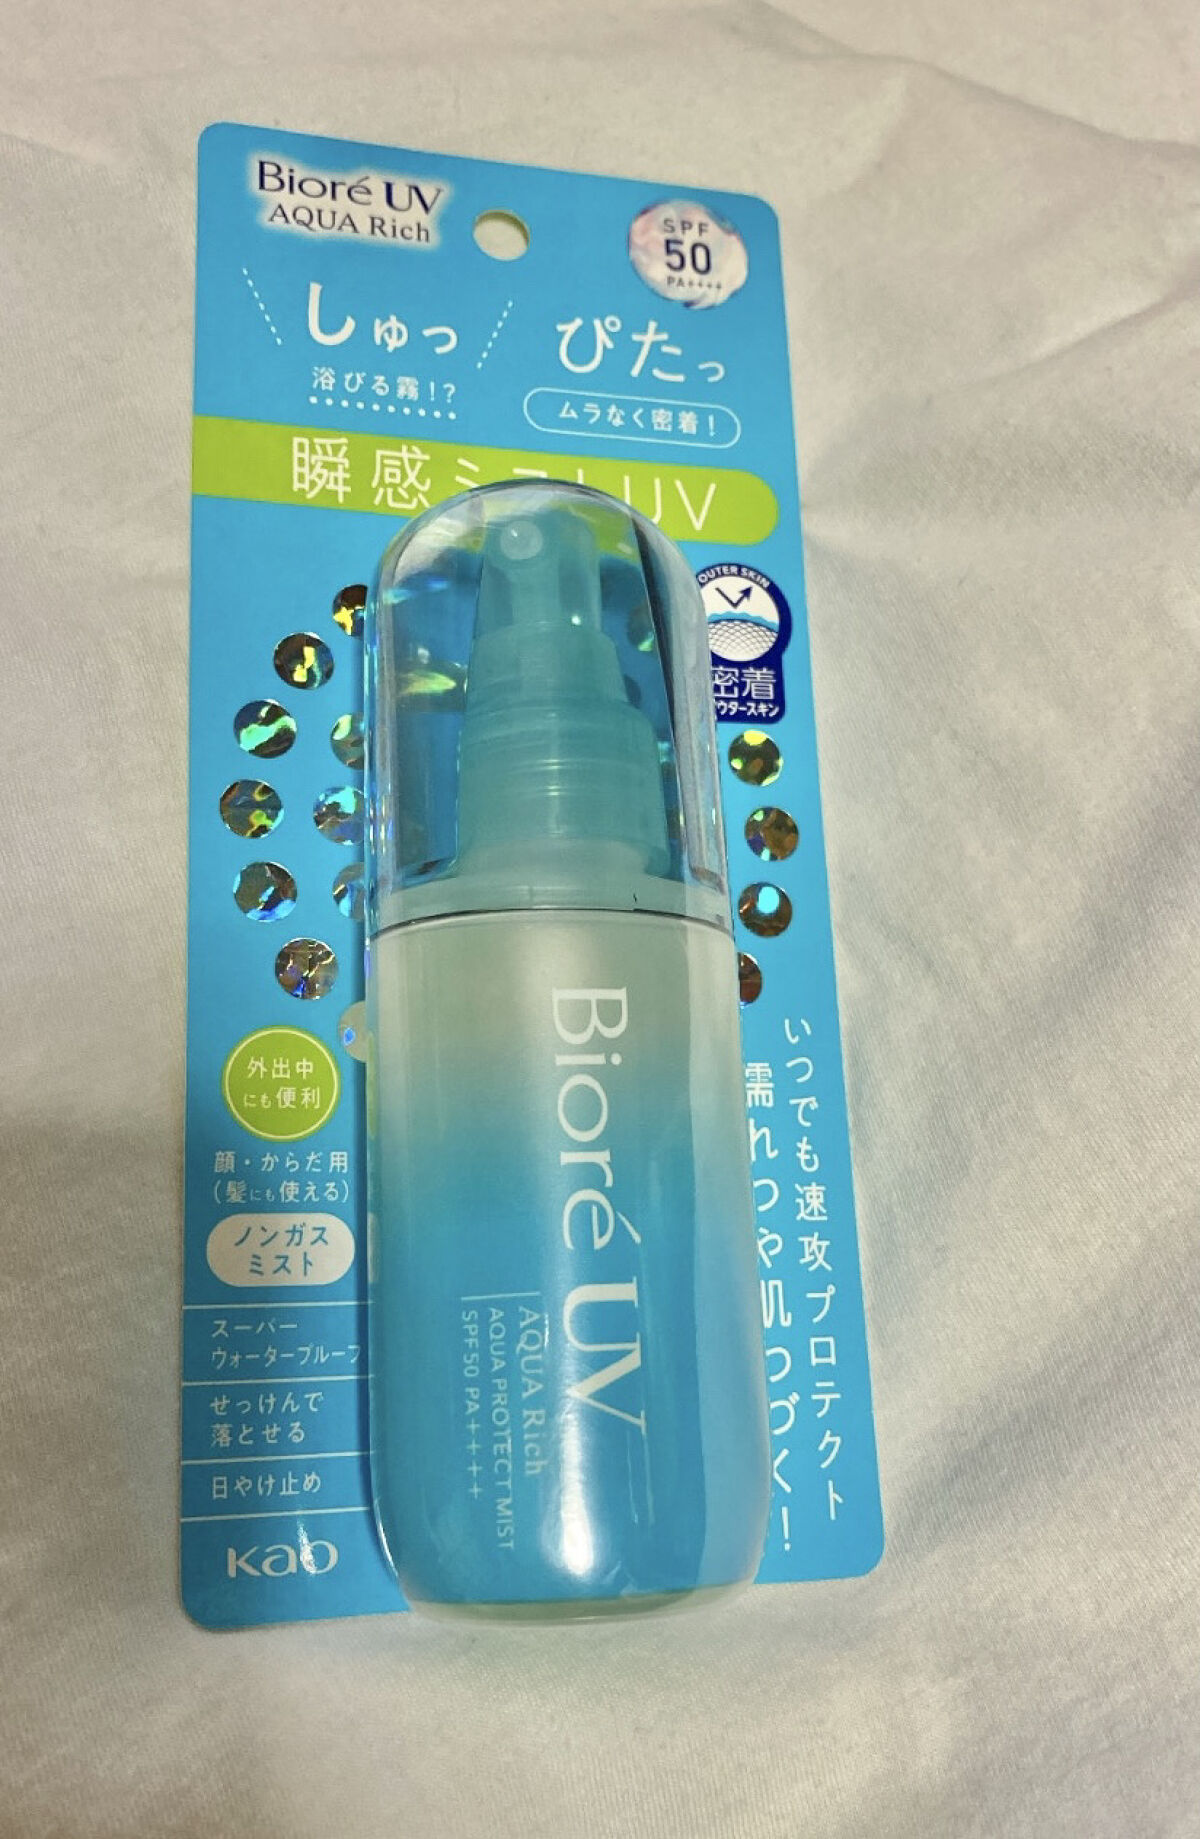 Bioré UV
AQUA Rich
SPF
50
PA++++
しゅっ
浴びる霧!?
ぴたっ
ムラなく密着!
瞬感ミストUV
OUTER SKIN
密着
アウタースキン
外出中
にも便利
顔・からだ用
(髪にも使える)
ノンガス
ミスト
スーパー
ウォータープルーフ
せっけんで
落とせる
日やけ止め
Kao
いつでも速攻プロテクト
濡れつや肌つづく!
Bioré UV
AQUA Rich
AQUA PROTECT MIST
SPF50 PA++++